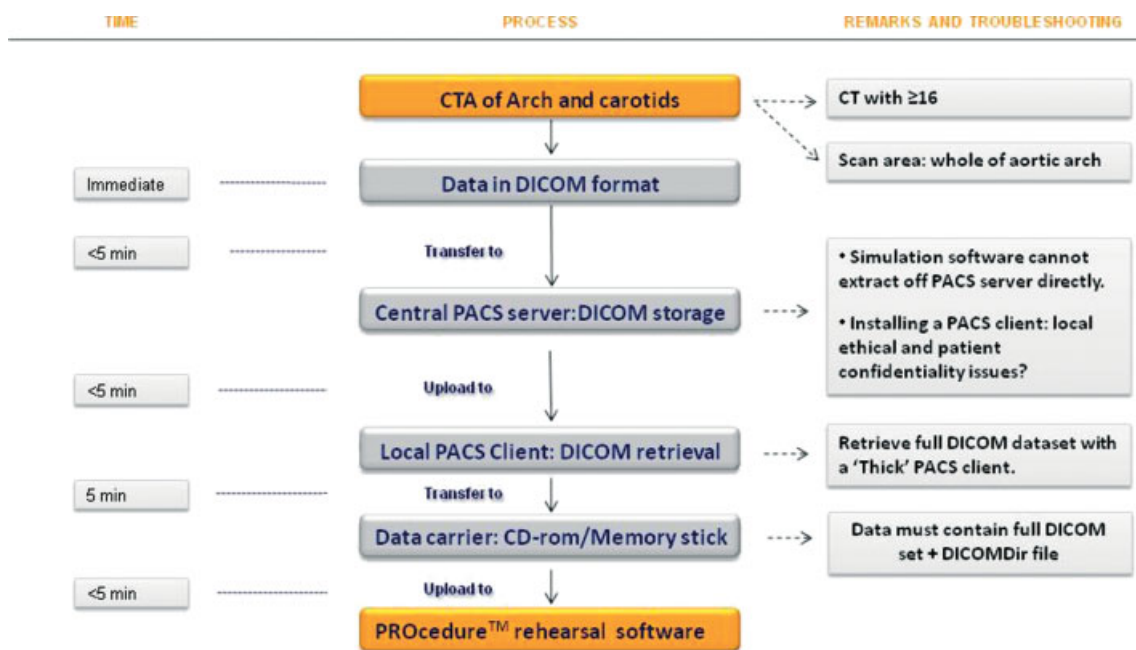 TIME PROCESS REMARKS AND TROUBLESHOOTING
CTA of Arch and carotids
CT with ≥16
Scan area: whole of aortic arch
Immediate
Data in DICOM format
<5 min
Transfer to
• Simulation software cannot
extract off PACS server directly.
• Installing a PACS client: local
ethical and patient
confidentiality issues?
Central PACS server:DICOM storage
<5 min
Upload to
Local PACS Client: DICOM retrieval
Retrieve full DICOM dataset with
a ‘Thick’ PACS client.
5 min
Transfer to
Data carrier: CD-rom/Memory stick
Data must contain full DICOM
set + DICOMDir file
<5 min
Upload to
PROcedure™ rehearsal software